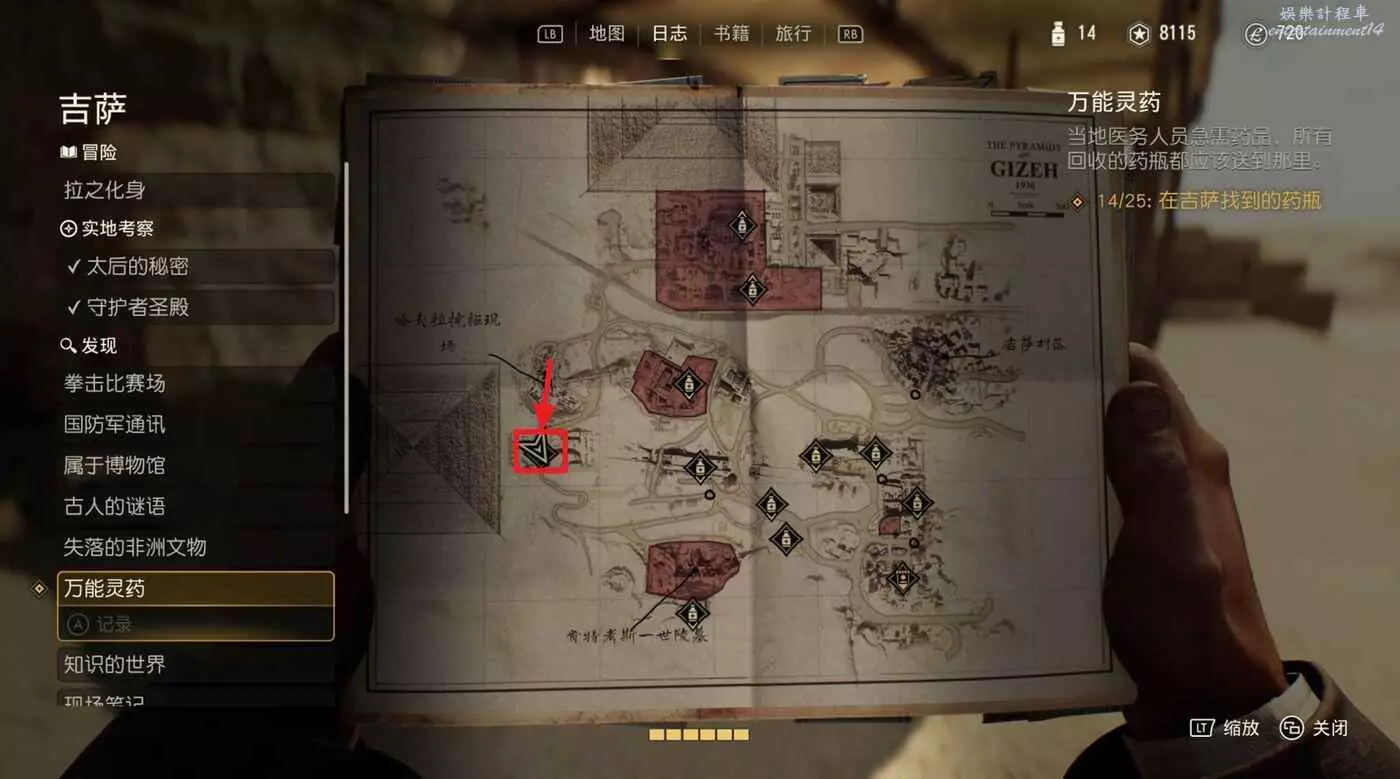 LB 地图 日志 书籍 旅行 RB
14 8115 720
娛樂計程車
entertainment14
吉萨
冒险
拉之化身
实地考察
✓ 太后的秘密
✓ 守护者圣殿
发现
拳击比赛场
国防军通讯
属于博物馆
古人的谜语
失落的非洲文物
万能灵药
A 记录
知识的世界
现场笔记
THE PYRAMIDS
GIZEH
1936
哈夫拉挖掘现
场
吉萨村落
肯特考斯一世陵墓
万能灵药
当地医务人员急需药品、所有
回收的药瓶都应该送到那里。
14/25: 在吉萨找到的药瓶
LT 缩放 关闭